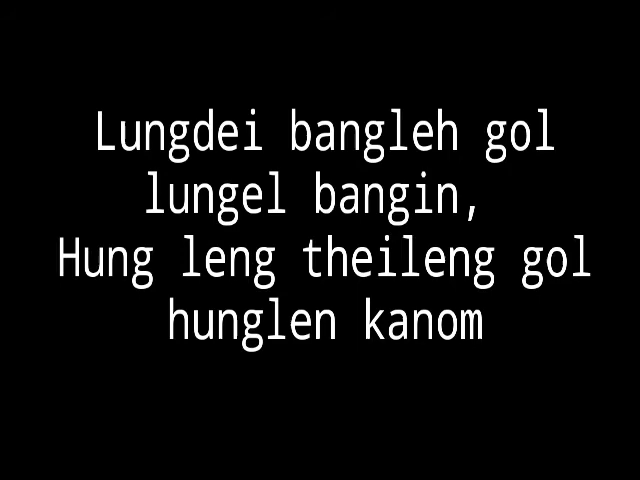 Lungdei bangleh gol
lungel bangin,
Hung leng theileng gol
hunglen kanom